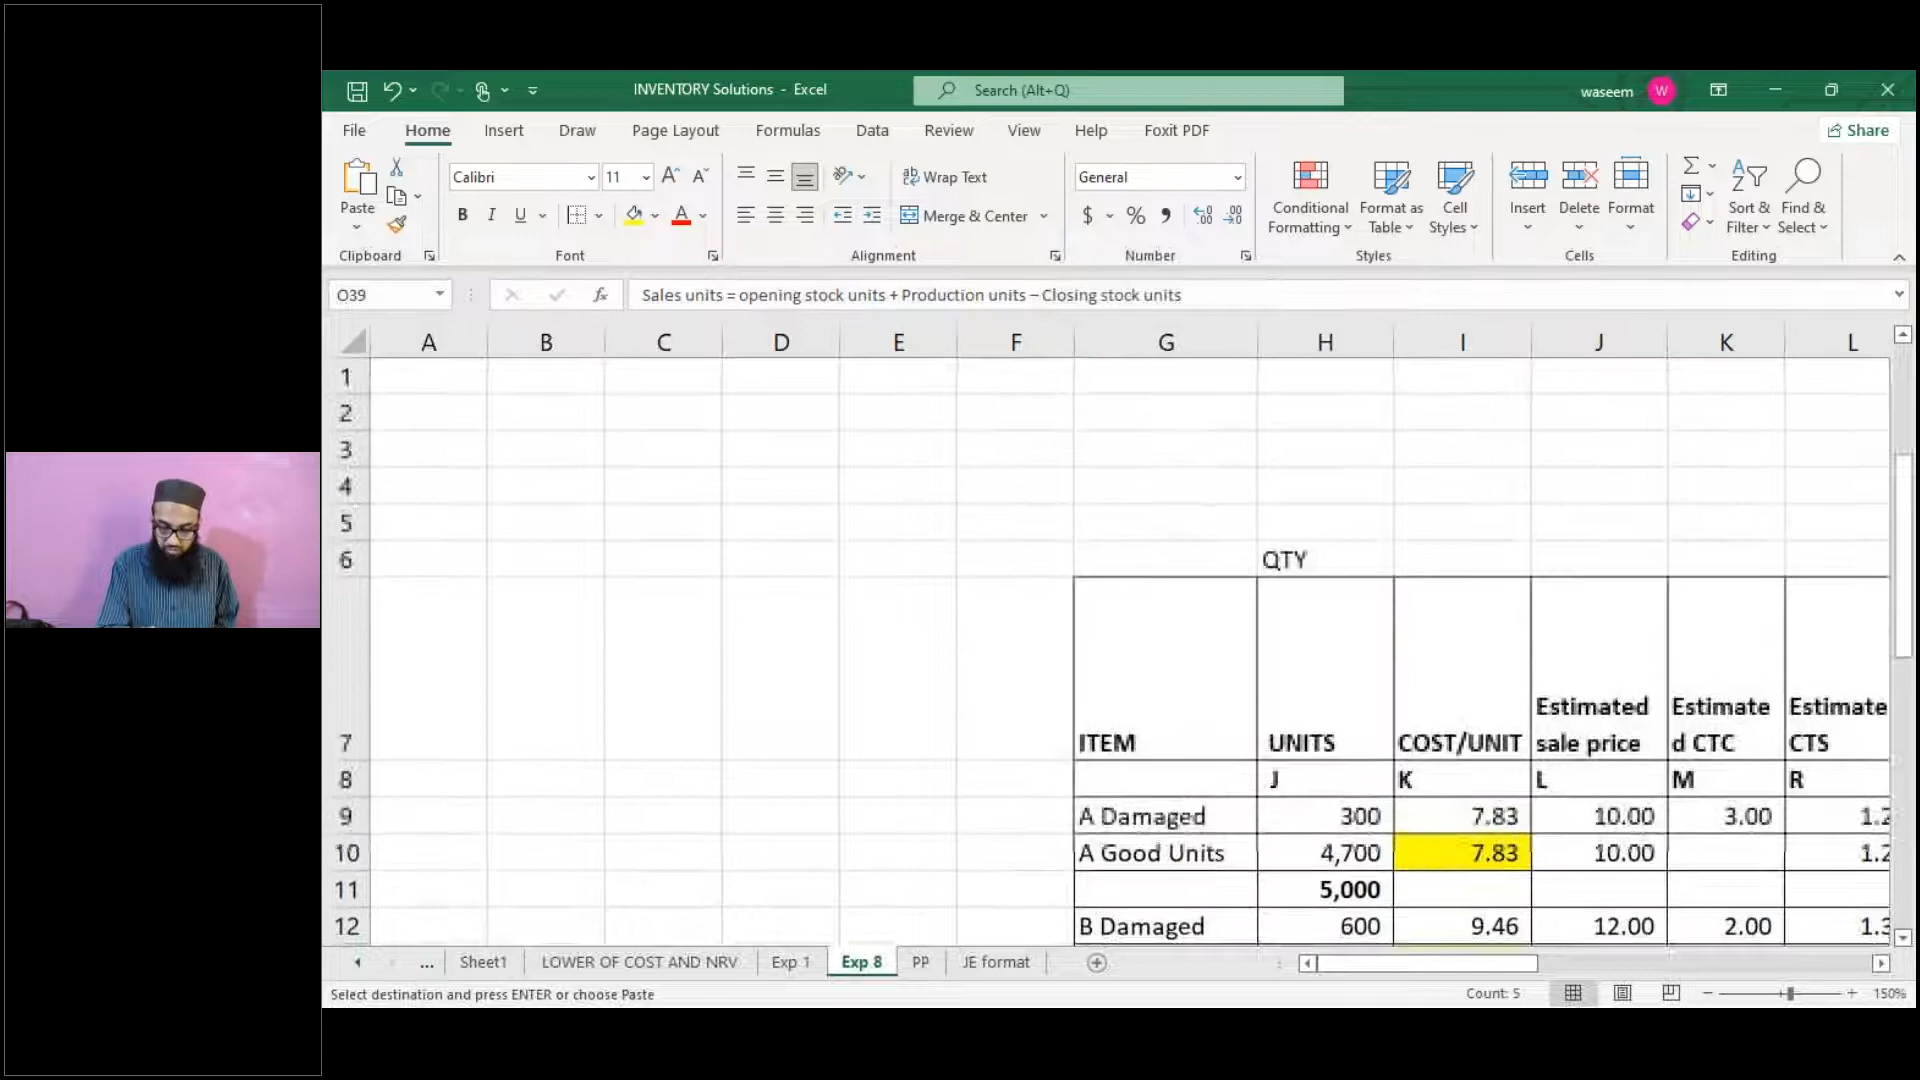 INVENTORY Solutions - Excel
Search (Alt+Q)
waseem
W
File Home Insert Draw Page Layout Formulas Data Review View Help Foxit PDF
Share
Paste
Clipboard
Calibri 11
B I U
Font
Wrap Text
Merge & Center
Alignment
General
$ % ,
Number
Conditional Formatting
Format as Table
Cell Styles
Styles
Insert Delete Format
Cells
Sort & Filter
Find & Select
Editing
O39
fx Sales units = opening stock units + Production units – Closing stock units
A B C D E F G H I J K L
1
2
3
4
5
6 QTY
7 ITEM UNITS COST/UNIT Estimated sale price Estimate d CTC Estimate CTS
8 J K L M R
9 A Damaged 300 7.83 10.00 3.00 1.2
10 A Good Units 4,700 7.83 10.00 1.2
11 5,000
12 B Damaged 600 9.46 12.00 2.00 1.3
... Sheet1 LOWER OF COST AND NRV Exp 1 Exp 8 PP JE format
Select destination and press ENTER or choose Paste
Count: 5
150%